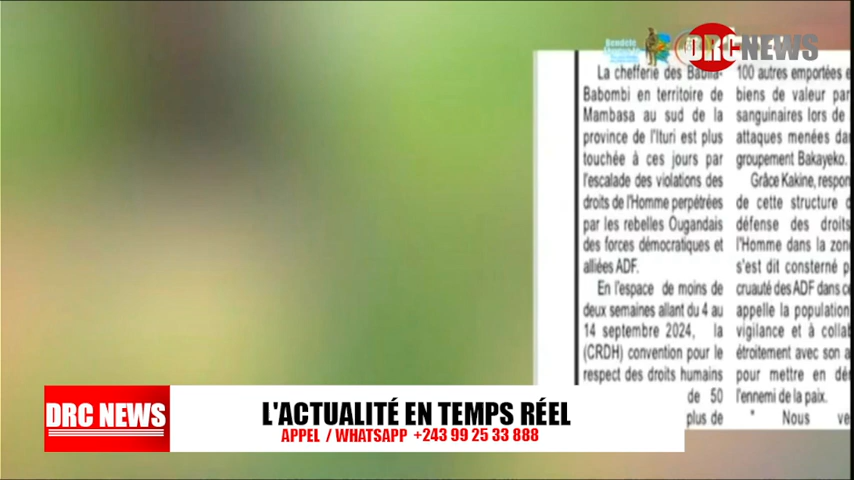 DRC NEWS
La chefferie des Babila-
Babombi en territoire de
Mambasa au sud de la
province de l'Ituri est plus
touchée à ces jours par
l'escalade des violations des
droits de l'Homme perpétrées
par les rebelles Ougandais
des forces démocratiques et
alliées ADF.
En l'espace de moins de
deux semaines allant du 4 au
14 septembre 2024, la
(CRDH) convention pour le
respect des droits humains
de 50
plus de
100 autres emportées e
biens de valeur par
sanguinaires lors de
attaques menées da
groupement Bakayeko.
Grâce Kakine, respon
de cette structure d
défense des droits
l'Homme dans la zon
s'est dit consterné p
cruauté des ADF dans ce
appelle la population
vigilance et à collab
étroitement avec son a
pour mettre en dé
l'ennemi de la paix.
" Nous ve
DRC NEWS
L'ACTUALITÉ EN TEMPS RÉEL
APPEL / WHATSAPP +243 99 25 33 888